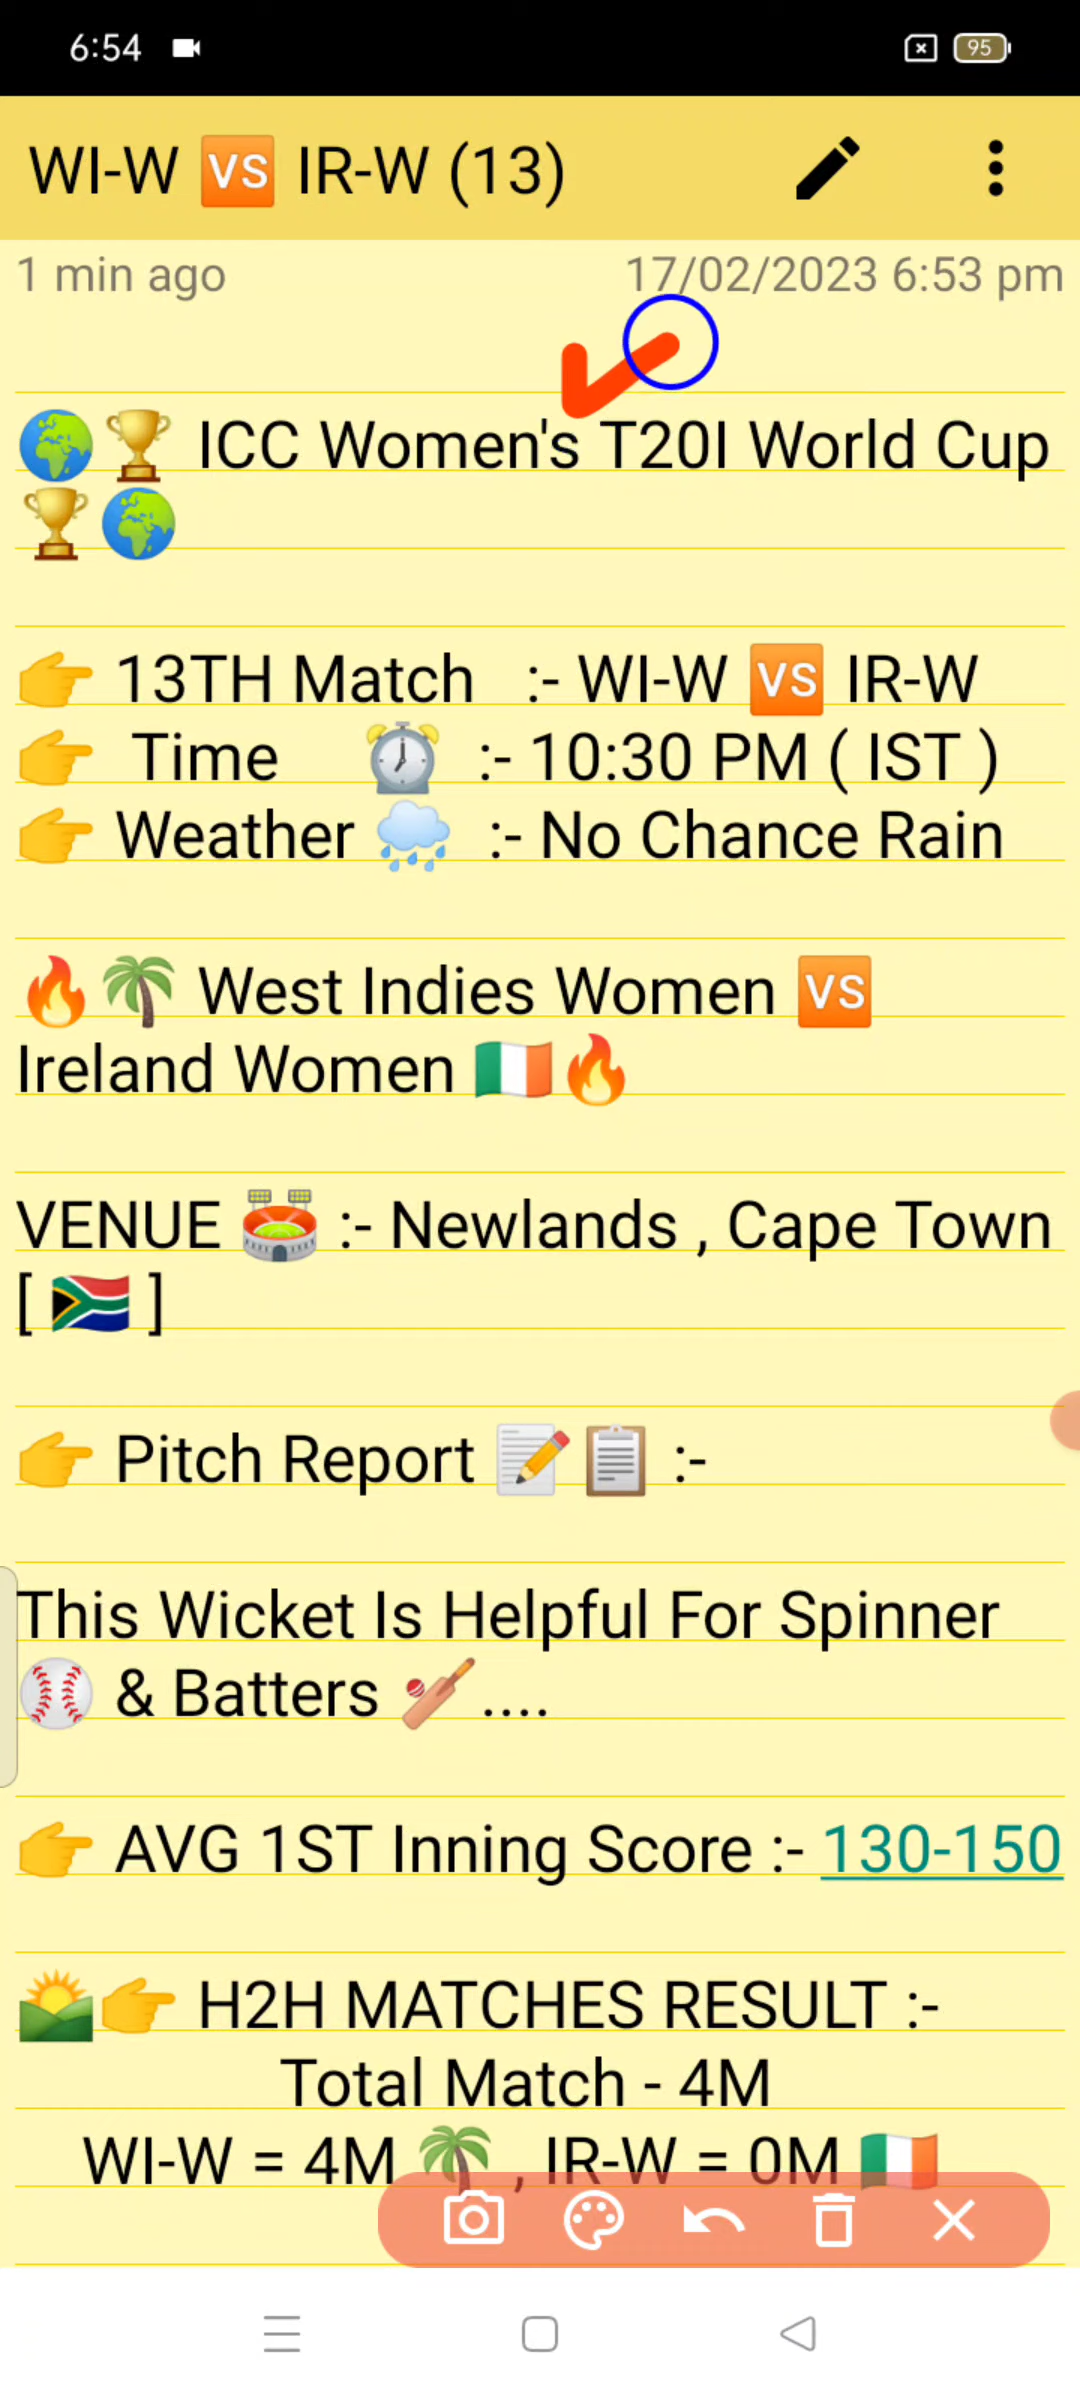 6:54 95
WI-W VS IR-W (13)
1 min ago 17/02/2023 6:53 pm
🌍🏆 ICC Women's T20I World Cup
🏆🌍
👉 13TH Match :- WI-W 🆚 IR-W
👉 Time ⏰ :- 10:30 PM ( IST )
👉 Weather 🌧️ :- No Chance Rain
🔥🌴 West Indies Women 🆚
Ireland Women 🇮🇪🔥
VENUE 🏟️ :- Newlands , Cape Town
[ 🇿🇦 ]
👉 Pitch Report 📝📋 :-
This Wicket Is Helpful For Spinner
⚾ & Batters 🏏 ....
👉 AVG 1ST Inning Score :- 130-150
🌄👉 H2H MATCHES RESULT :-
Total Match - 4M
WI-W = 4M 🌴 , IR-W = 0M 🇮🇪